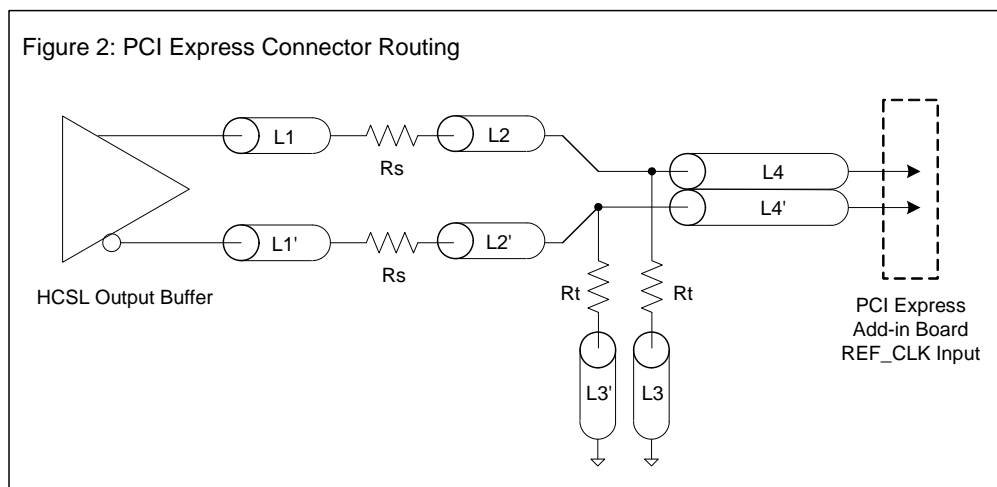 Figure 2: PCI Express Connector Routing
L1
Rs
L2
L4
L4'
L1'
Rs
L2'
HCSL Output Buffer
Rt
Rt
L3'
L3
PCI Express
Add-in Board
REF_CLK Input